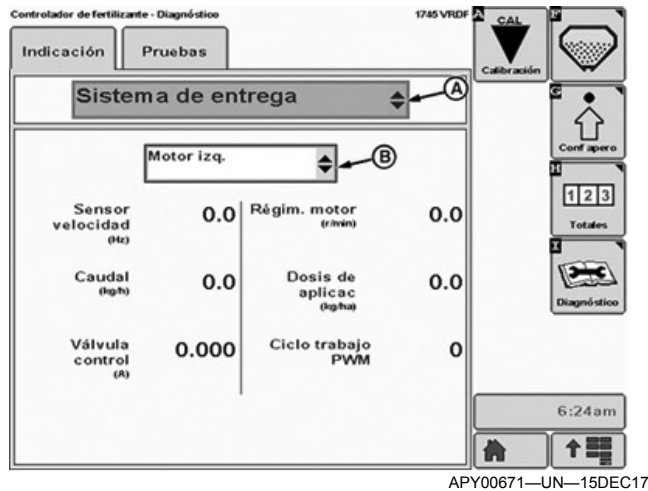 Controlador de fertilizante - Diagnóstico
1745 VRDF
Indicación
Pruebas
Sistema de entrega
A
Motor izq.
B
Sensor
velocidad
(Hz)
0.0
Régim. motor
(r/min)
0.0
Caudal
(kg/h)
0.0
Dosis de
aplicac
(kg/ha)
0.0
Válvula
control
(A)
0.000
Ciclo trabajo
PWM
0
A
CAL
Calibración
F
G
Conf apero
H
1 2 3
Totales
I
Diagnóstico
6:24am
APY00671—UN—15DEC17